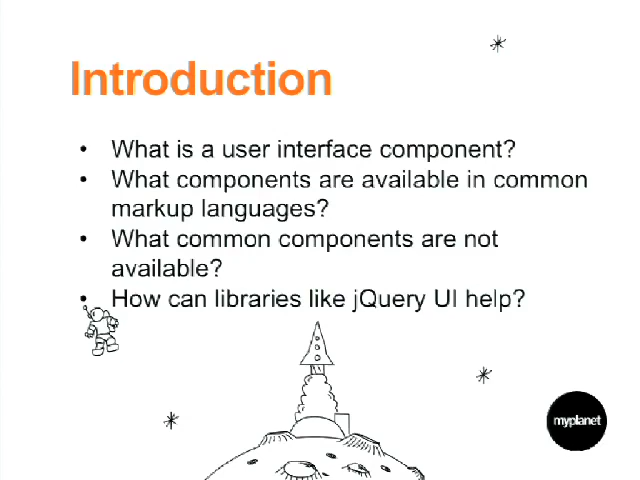 Introduction
• What is a user interface component?
• What components are available in common
markup languages?
• What common components are not
available?
• How can libraries like jQuery UI help?
myplanet